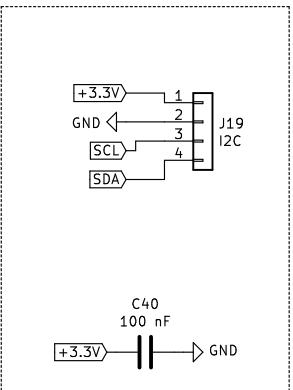 +3.3V
1
GND
2
SCL
3
SDA
4
J19
I2C
C40
100 nF
+3.3V
GND